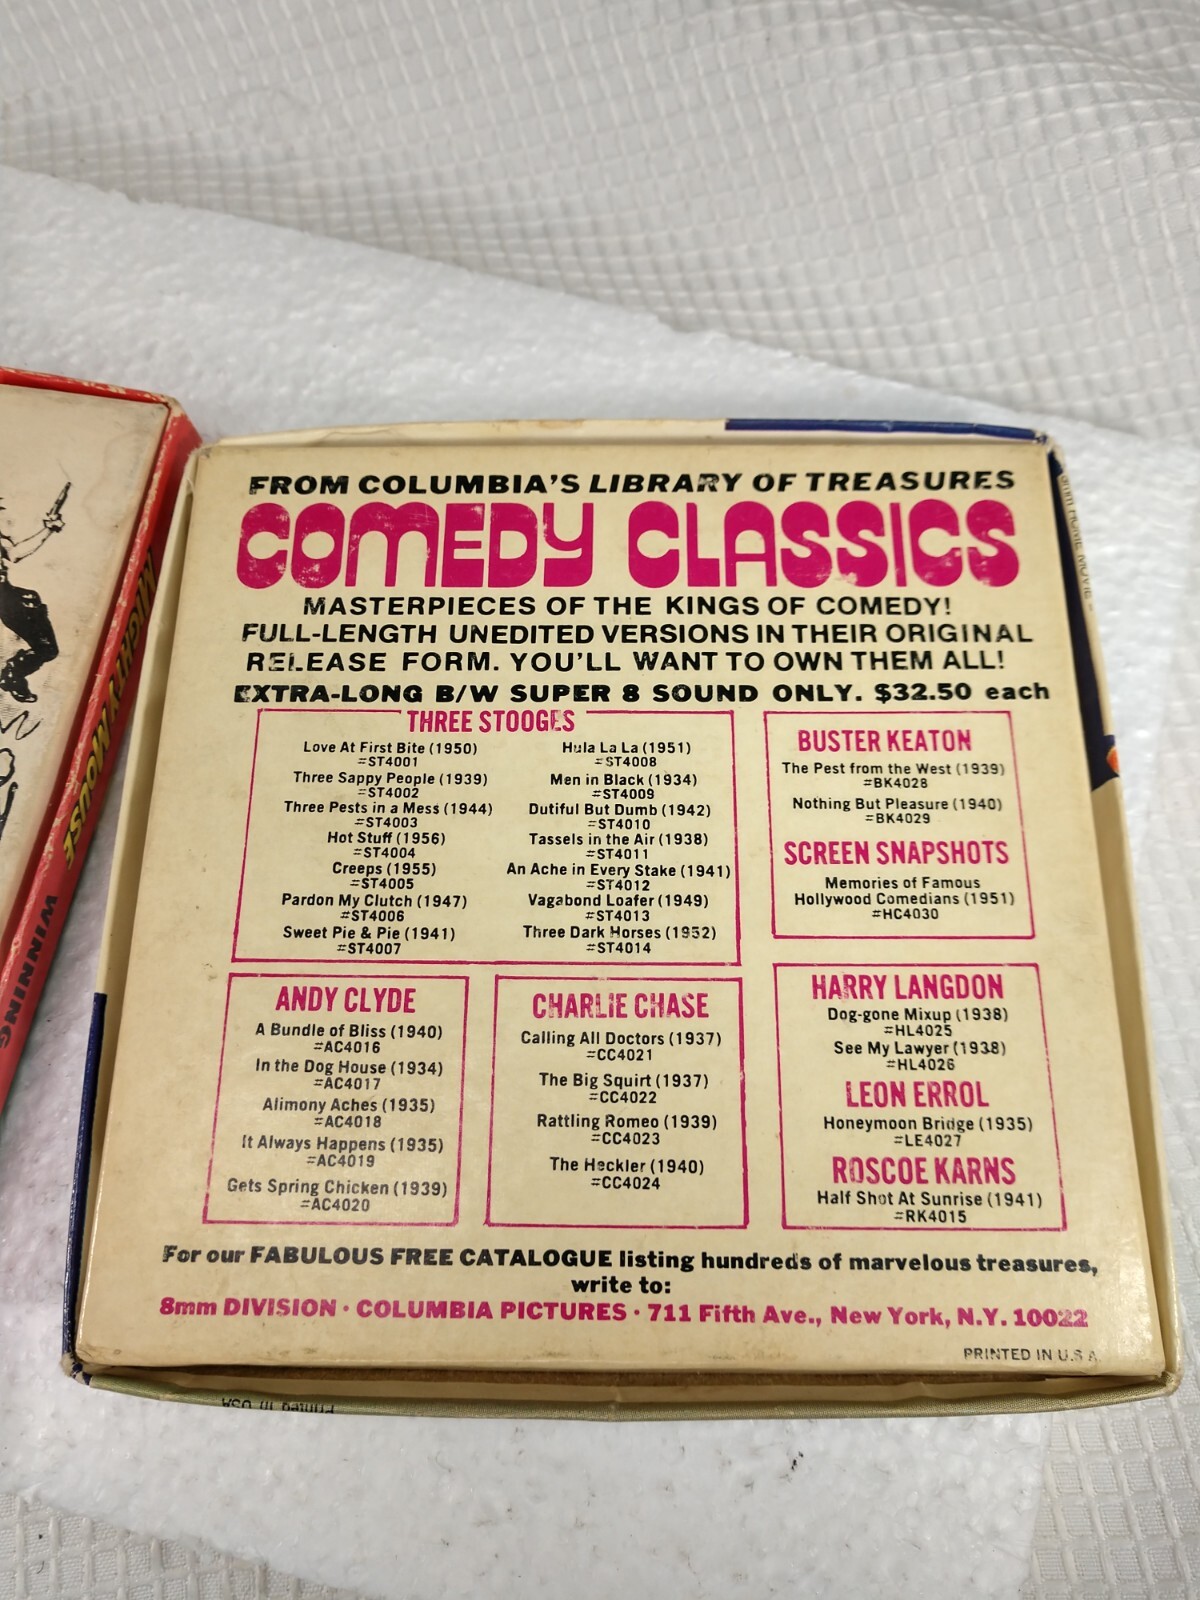 FROM COLUMBIA'S LIBRARY OF TREASURES
COMEDY CLASSICS
MASTERPIECES OF THE KINGS OF COMEDY!
FULL-LENGTH UNEDITED VERSIONS IN THEIR ORIGINAL
RELEASE FORM. YOU'LL WANT TO OWN THEM ALL!
EXTRA-LONG B/W SUPER 8 SOUND ONLY. $32.50 each
THREE STOOGES
Love At First Bite (1950)
=ST4001
Three Sappy People (1939)
=ST4002
Three Pests in a Mess (1944)
=ST4003
Hot Stuff (1956)
=ST4004
Creeps (1955)
=ST4005
Pardon My Clutch (1947)
=ST4006
Sweet Pie & Pie (1941)
=ST4007
Hula La La (1951)
=ST4008
Men in Black (1934)
=ST4009
Dutiful But Dumb (1942)
=ST4010
Tassels in the Air (1938)
=ST4011
An Ache in Every Stake (1941)
=ST4012
Vagabond Loafer (1949)
=ST4013
Three Dark Horses (1952)
=ST4014
BUSTER KEATON
The Pest from the West (1939)
=BK4028
Nothing But Pleasure (1940)
=BK4029
SCREEN SNAPSHOTS
Memories of Famous
Hollywood Comedians (1951)
=HC4030
ANDY CLYDE
A Bundle of Bliss (1940)
=AC4016
In the Dog House (1934)
=AC4017
Alimony Aches (1935)
=AC4018
It Always Happens (1935)
=AC4019
Gets Spring Chicken (1939)
=AC4020
CHARLIE CHASE
Calling All Doctors (1937)
=CC4021
The Big Squirt (1937)
=CC4022
Rattling Romeo (1939)
=CC4023
The Heckler (1940)
=CC4024
HARRY LANGDON
Dog-gone Mixup (1938)
=HL4025
See My Lawyer (1938)
=HL4026
LEON ERROL
Honeymoon Bridge (1935)
=LE4027
ROSCOE KARNS
Half Shot At Sunrise (1941)
=RK4015
For our FABULOUS FREE CATALOGUE listing hundreds of marvelous treasures,
write to:
8mm DIVISION · COLUMBIA PICTURES · 711 Fifth Ave., New York, N.Y. 10022
PRINTED IN U.S.A.
Printed in USA
MIGHTY MOUSE
WINNING
HOME MOVIE